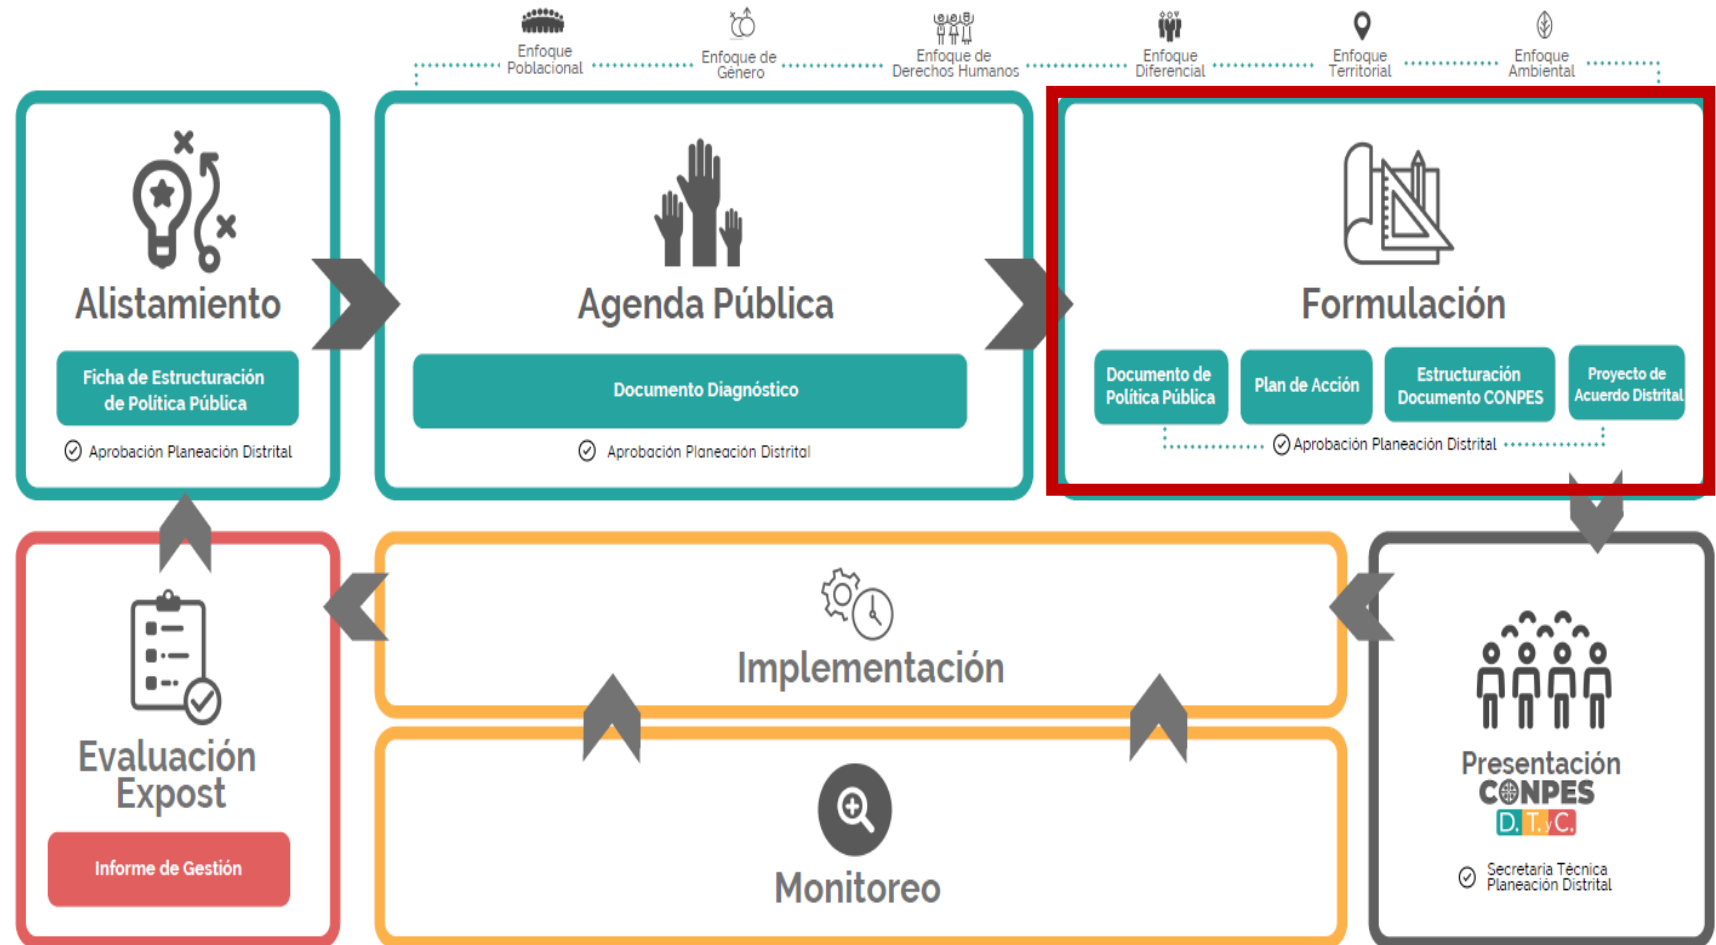 Enfoque
Poblacional
Enfoque de
Género
Enfoque de
Derechos Humanos
Enfoque
Diferencial
Enfoque
Territorial
Enfoque
Ambiental
Alistamiento
Ficha de Estructuración
de Política Pública
Aprobación Planeación Distrital
Agenda Pública
Documento Diagnóstico
Aprobación Planeación Distrital
Formulación
Documento de
Política Pública
Plan de Acción
Estructuración
Documento CONPES
Proyecto de
Acuerdo Distrital
Aprobación Planeación Distrital
Evaluación
Expost
Informe de Gestión
Implementación
Monitoreo
Presentación
CONPES
D. T. y C.
Secretaría Técnica
Planeación Distrital